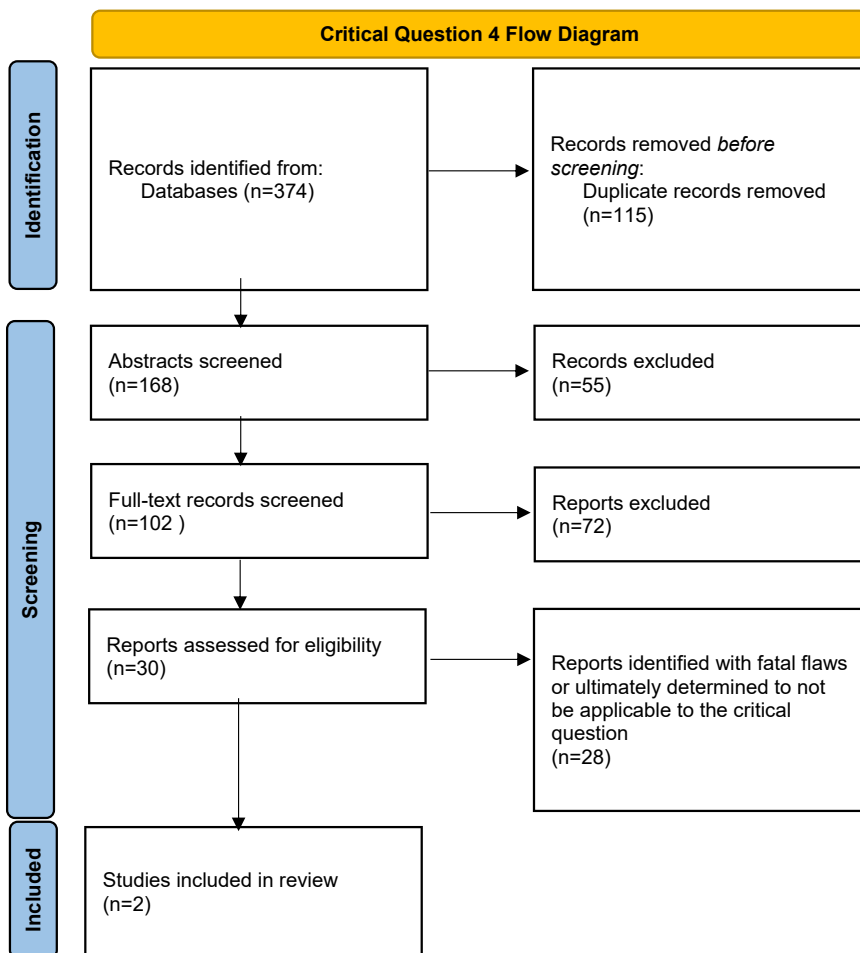 Critical Question 4 Flow Diagram
Identification
Records identified from:
Databases (n=374)
Records removed before
screening:
Duplicate records removed
(n=115)
Screening
Abstracts screened
(n=168)
Records excluded
(n=55)
Full-text records screened
(n=102 )
Reports excluded
(n=72)
Reports assessed for eligibility
(n=30)
Reports identified with fatal flaws
or ultimately determined to not
be applicable to the critical
question
(n=28)
Included
Studies included in review
(n=2)